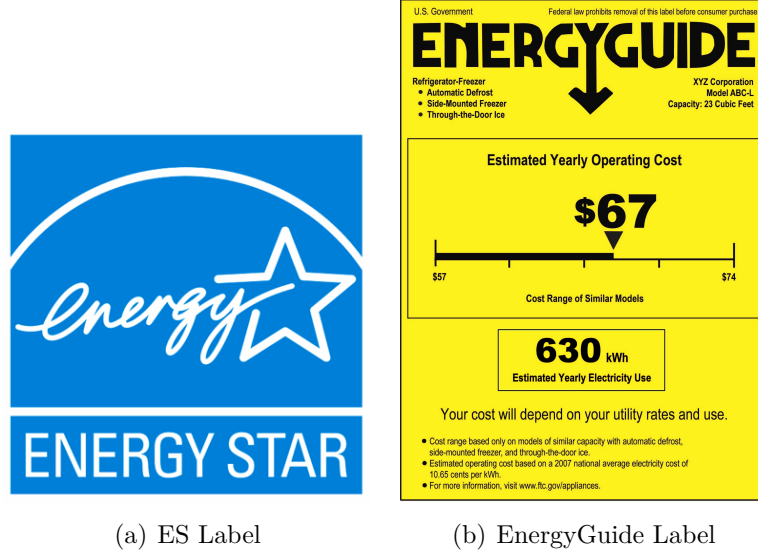 energy
ENERGY STAR
(a) ES Label
U.S. Government
Federal law prohibits removal of this label before consumer purchase
ENERGYGUIDE
Refrigerator-Freezer
• Automatic Defrost
• Side-Mounted Freezer
• Through-the-Door Ice
XYZ Corporation
Model ABC-L
Capacity: 23 Cubic Feet
Estimated Yearly Operating Cost
$67
$57
$74
Cost Range of Similar Models
630 kWh
Estimated Yearly Electricity Use
Your cost will depend on your utility rates and use.
• Cost range based only on models of similar capacity with automatic defrost,
side-mounted freezer, and through-the-door ice.
• Estimated operating cost based on a 2007 national average electricity cost of
10.65 cents per kWh.
• For more information, visit www.ftc.gov/appliances.
(b) EnergyGuide Label